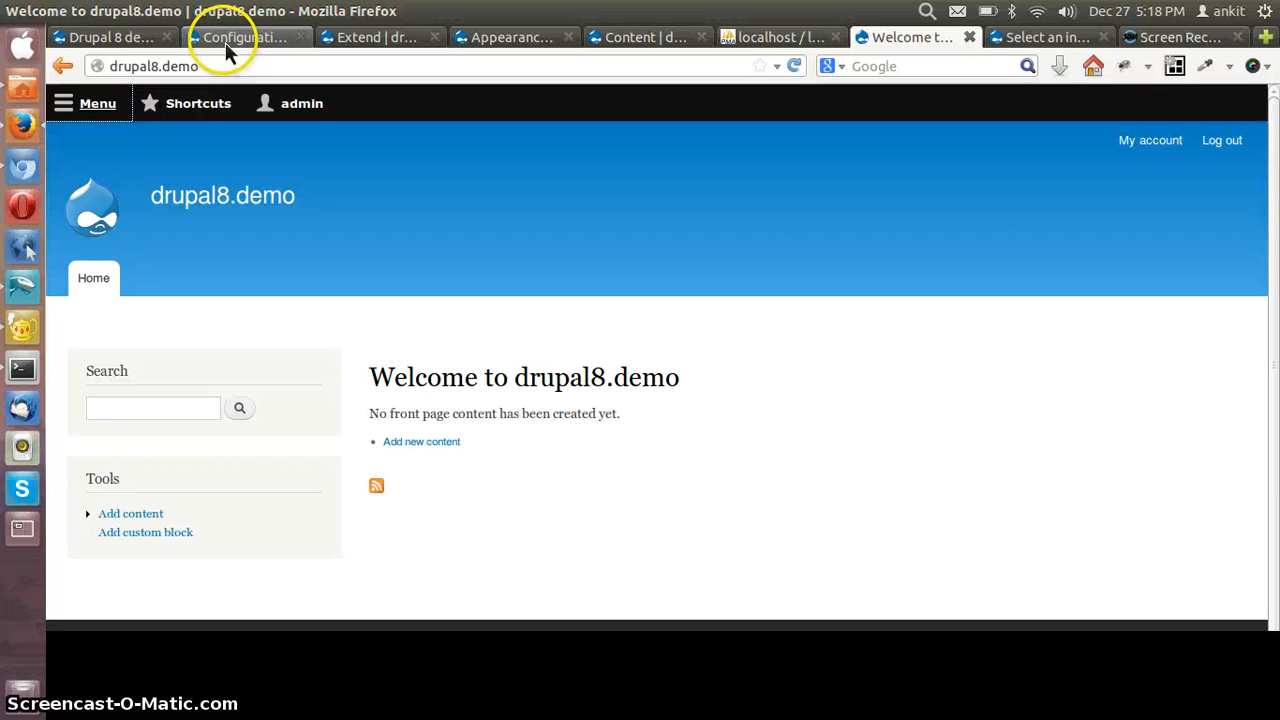 Welcome to drupal8.demo | drupal8.demo - Mozilla Firefox
Dec 27 5:18 PM ankit
Drupal 8 de...
Configurati...
Extend | dr...
Appearanc...
Content | d...
localhost / l...
Welcome t...
Select an in...
Screen Rec...
drupal8.demo
Google
Menu
Shortcuts
admin
My account
Log out
drupal8.demo
Home
Search
Welcome to drupal8.demo
No front page content has been created yet.
Add new content
Tools
Add content
Add custom block
Screencast-O-Matic.com